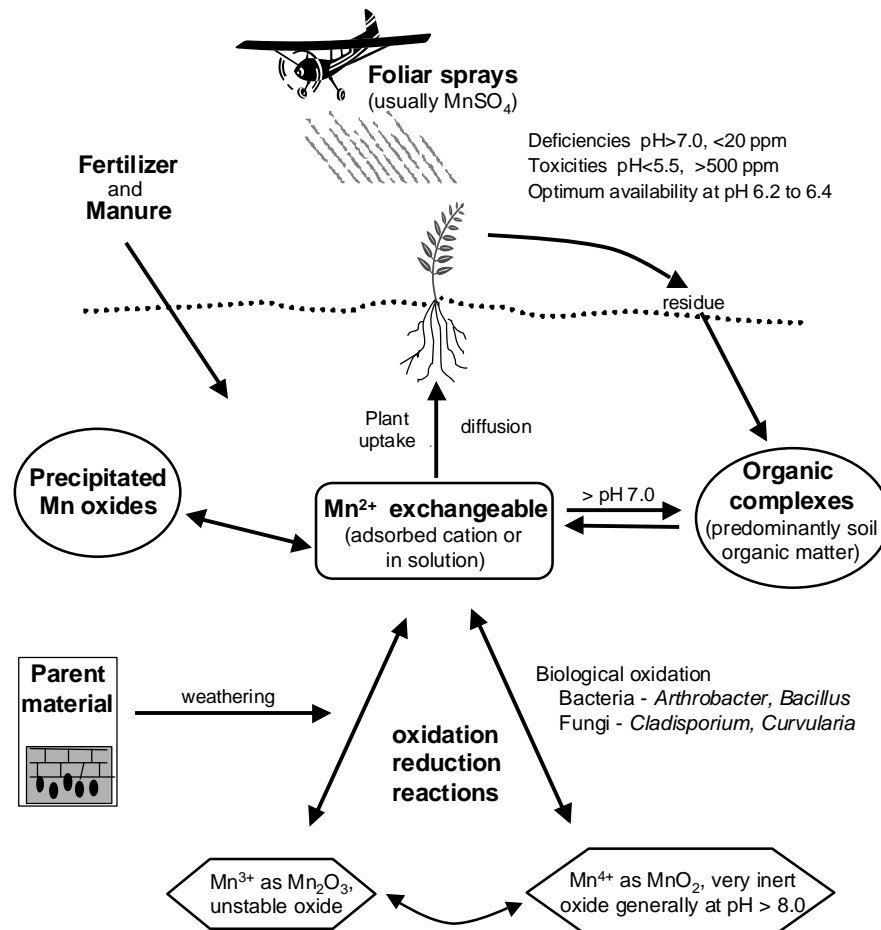 Foliar sprays
(usually MnSO₄)
Deficiencies pH>7.0, <20 ppm
Toxicities pH<5.5, >500 ppm
Optimum availability at pH 6.2 to 6.4
Fertilizer
and
Manure
residue
Plant
uptake
diffusion
Precipitated
Mn oxides
Mn²⁺ exchangeable
(adsorbed cation or
in solution)
> pH 7.0
Organic
complexes
(predominantly soil
organic matter)
Parent
material
weathering
Biological oxidation
Bacteria - Arthrobacter, Bacillus
Fungi - Cladisporium, Curvularia
oxidation
reduction
reactions
Mn³⁺ as Mn₂O₃,
unstable oxide
Mn⁴⁺ as MnO₂, very inert
oxide generally at pH > 8.0